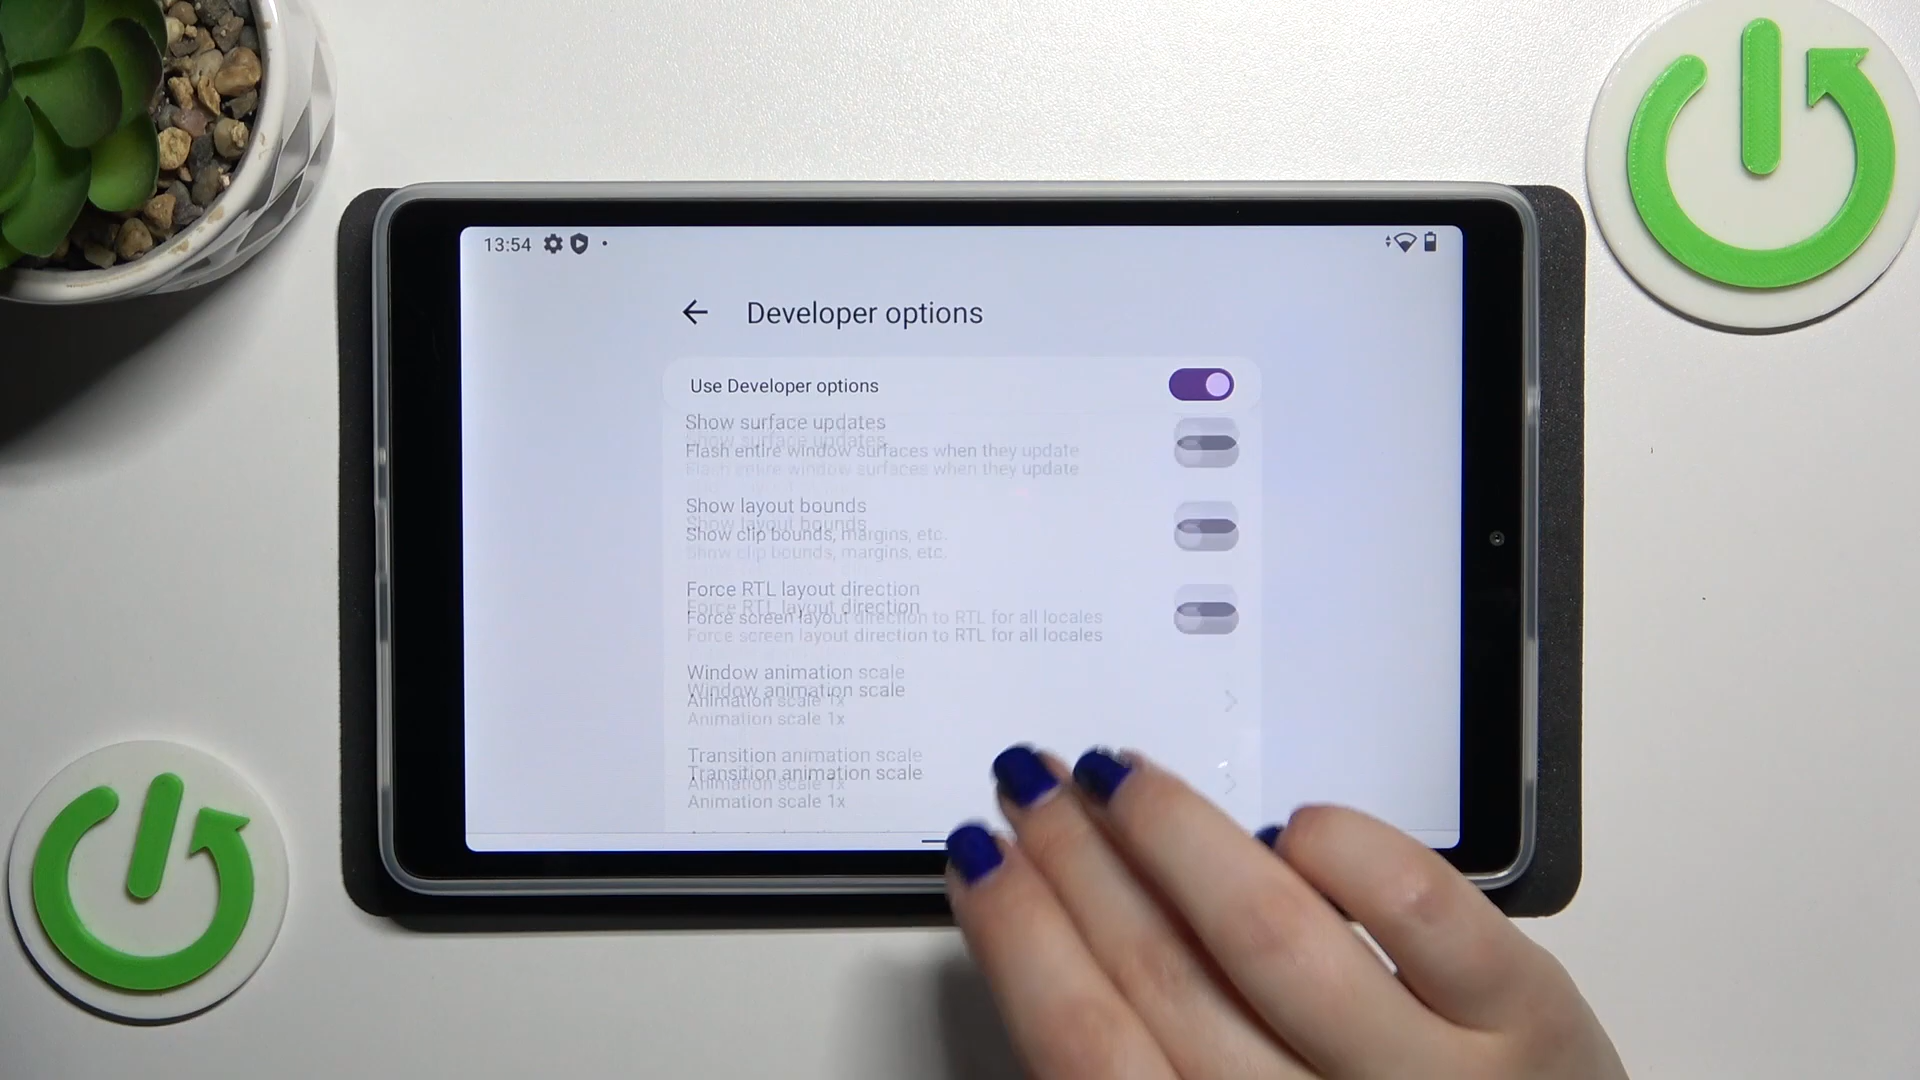 13:54
Developer options
Use Developer options
Show surface updates
Flash entire window surfaces when they update
Show layout bounds
Show clip bounds, margins, etc.
Force RTL layout direction
Force screen layout direction to RTL for all locales
Window animation scale
Animation scale 1x
Transition animation scale
Animation scale 1x